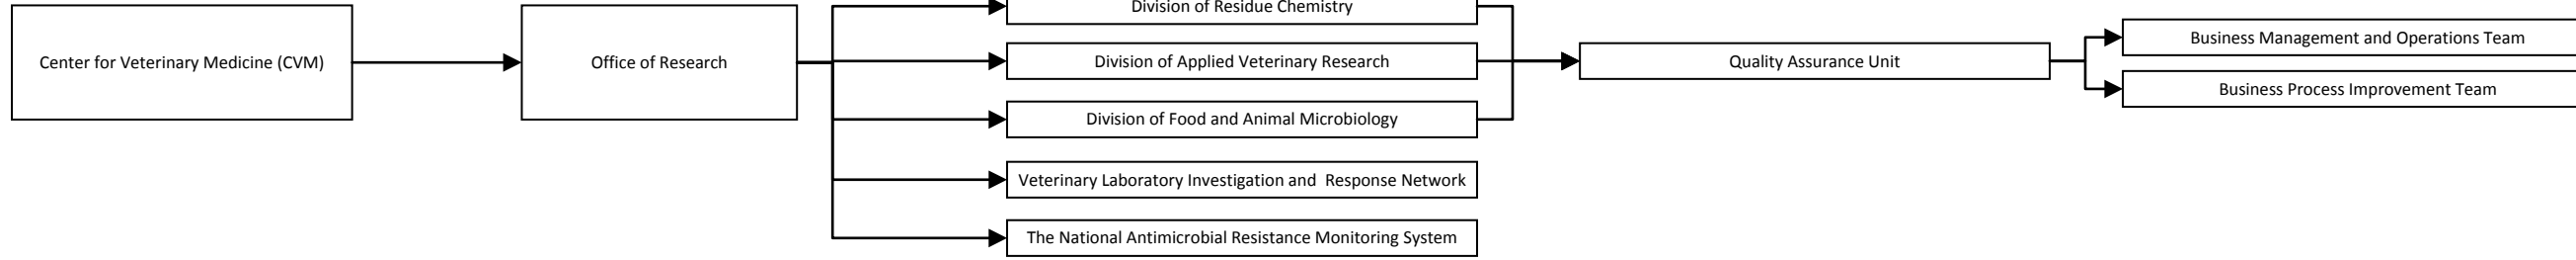 Center for Veterinary Medicine (CVM)
Office of Research
Division of Residue Chemistry
Division of Applied Veterinary Research
Division of Food and Animal Microbiology
Veterinary Laboratory Investigation and  Response Network
The National Antimicrobial Resistance Monitoring System
Quality Assurance Unit
Business Management and Operations Team
Business Process Improvement Team